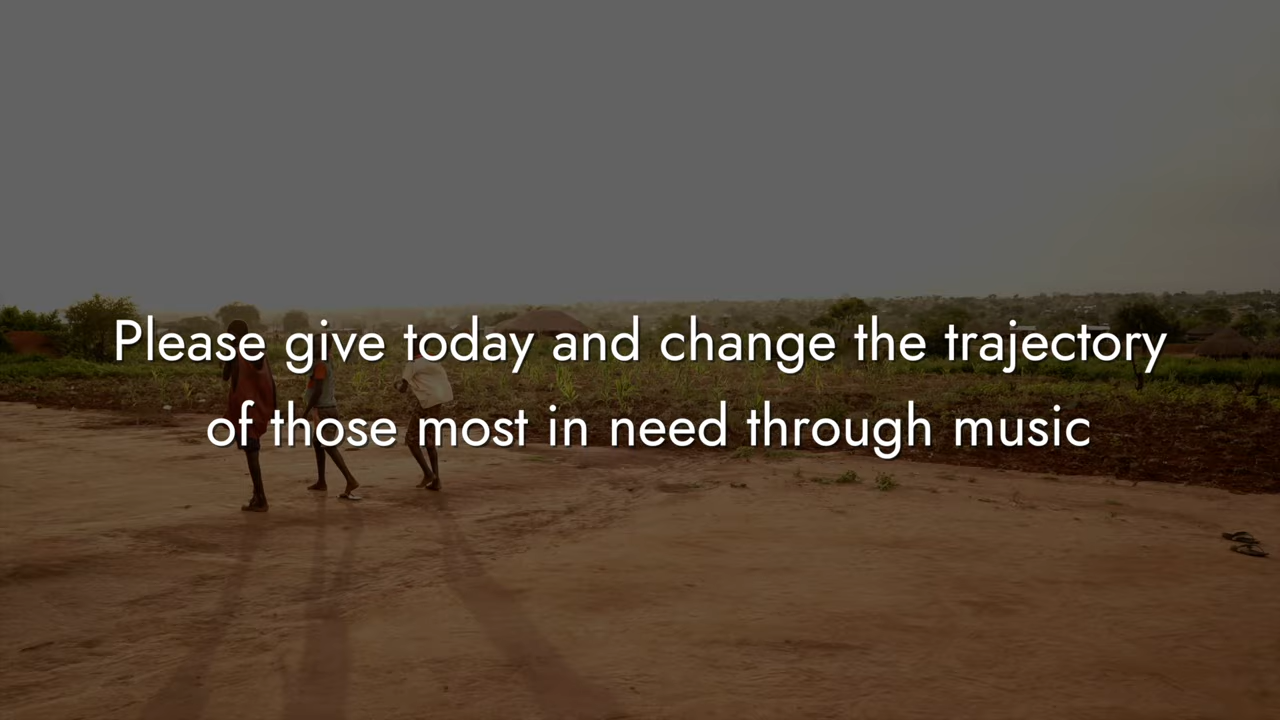 Please give today and change the trajectory
of those most in need through music